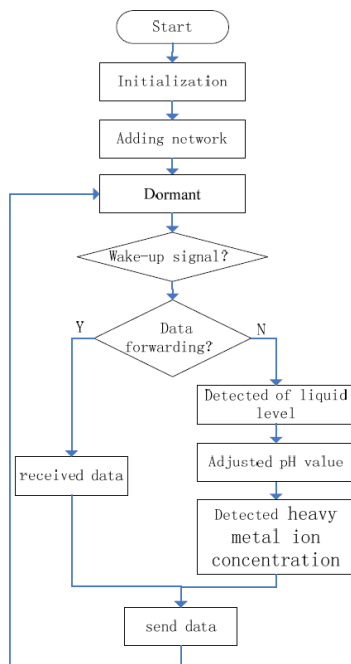 Start
Initialization
Adding network
Dormant
Wake-up signal?
Y
Data
forwarding?
N
Detected of liquid
level
Adjusted pH value
received data
Detected heavy
metal ion
concentration
send data